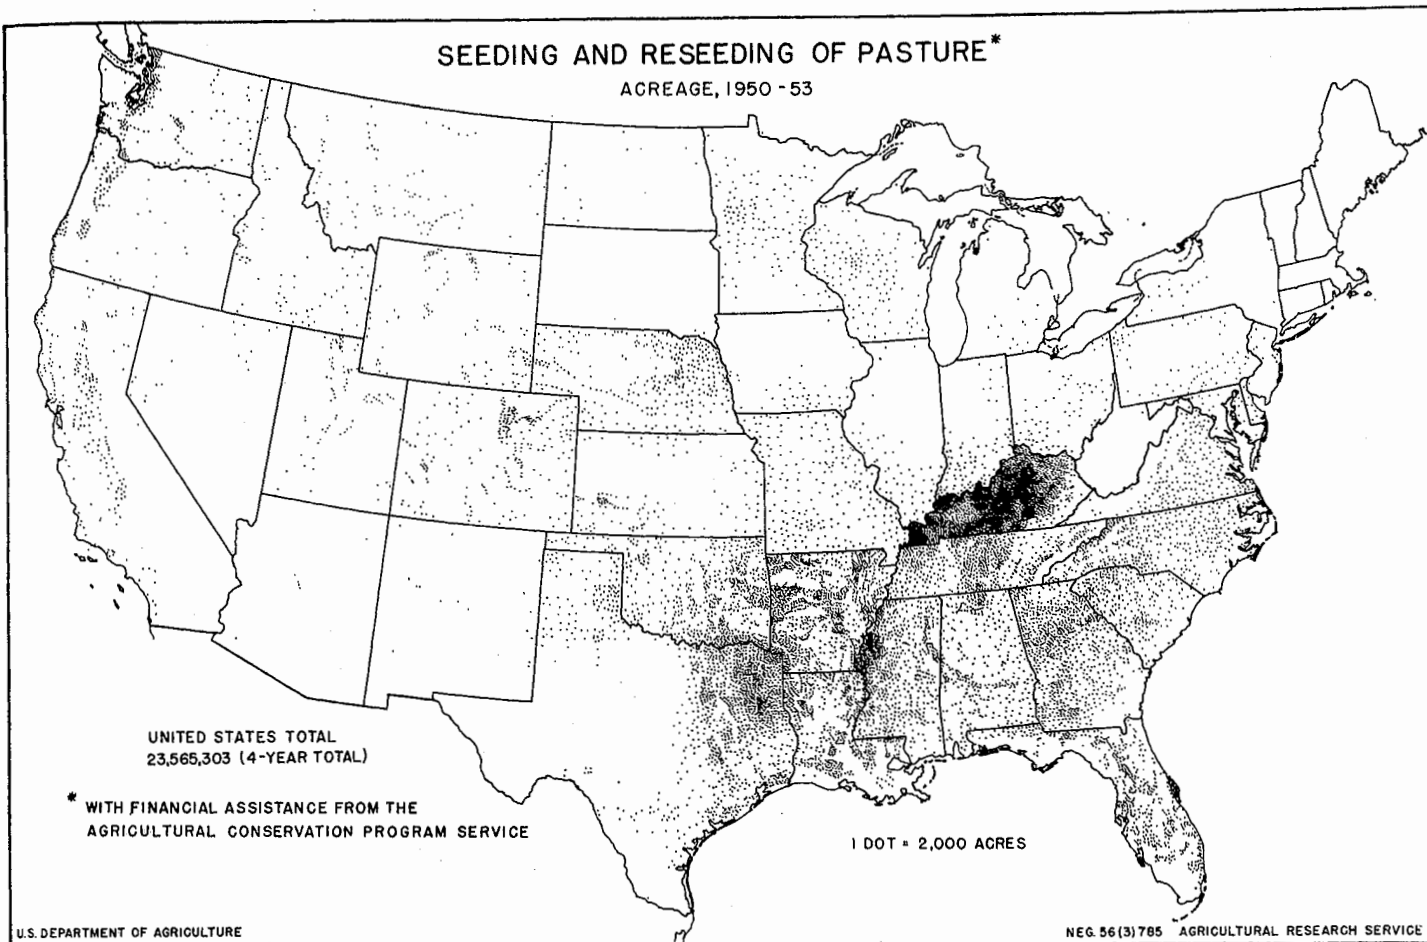 SEEDING AND RESEEDING OF PASTURE*
ACREAGE, 1950-53
UNITED STATES TOTAL
23,565,303 (4-YEAR TOTAL)
* WITH FINANCIAL ASSISTANCE FROM THE
AGRICULTURAL CONSERVATION PROGRAM SERVICE
1 DOT = 2,000 ACRES
U.S. DEPARTMENT OF AGRICULTURE
NEG. 56(3)785 AGRICULTURAL RESEARCH SERVICE